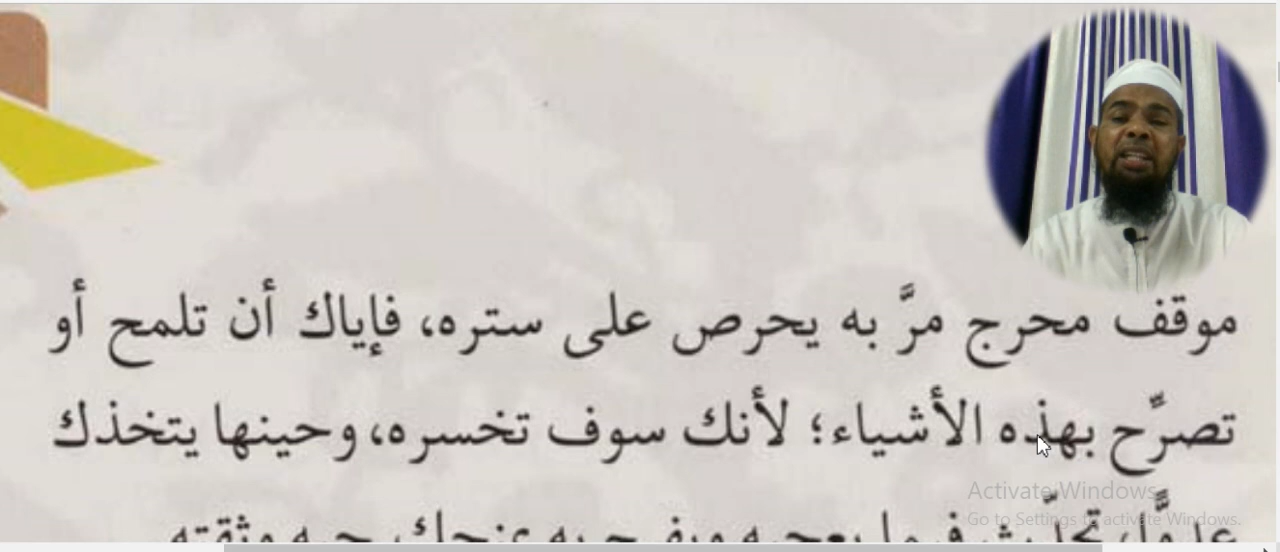 موقف محرج مرَّ به يحرص على ستره، فإياك أن تلمح أو
تصرِّح بهذه الأشياء؛ لأنك سوف تخسره، وحينها يتخذك
Activate Windows
Go to Settings to activate Windows.